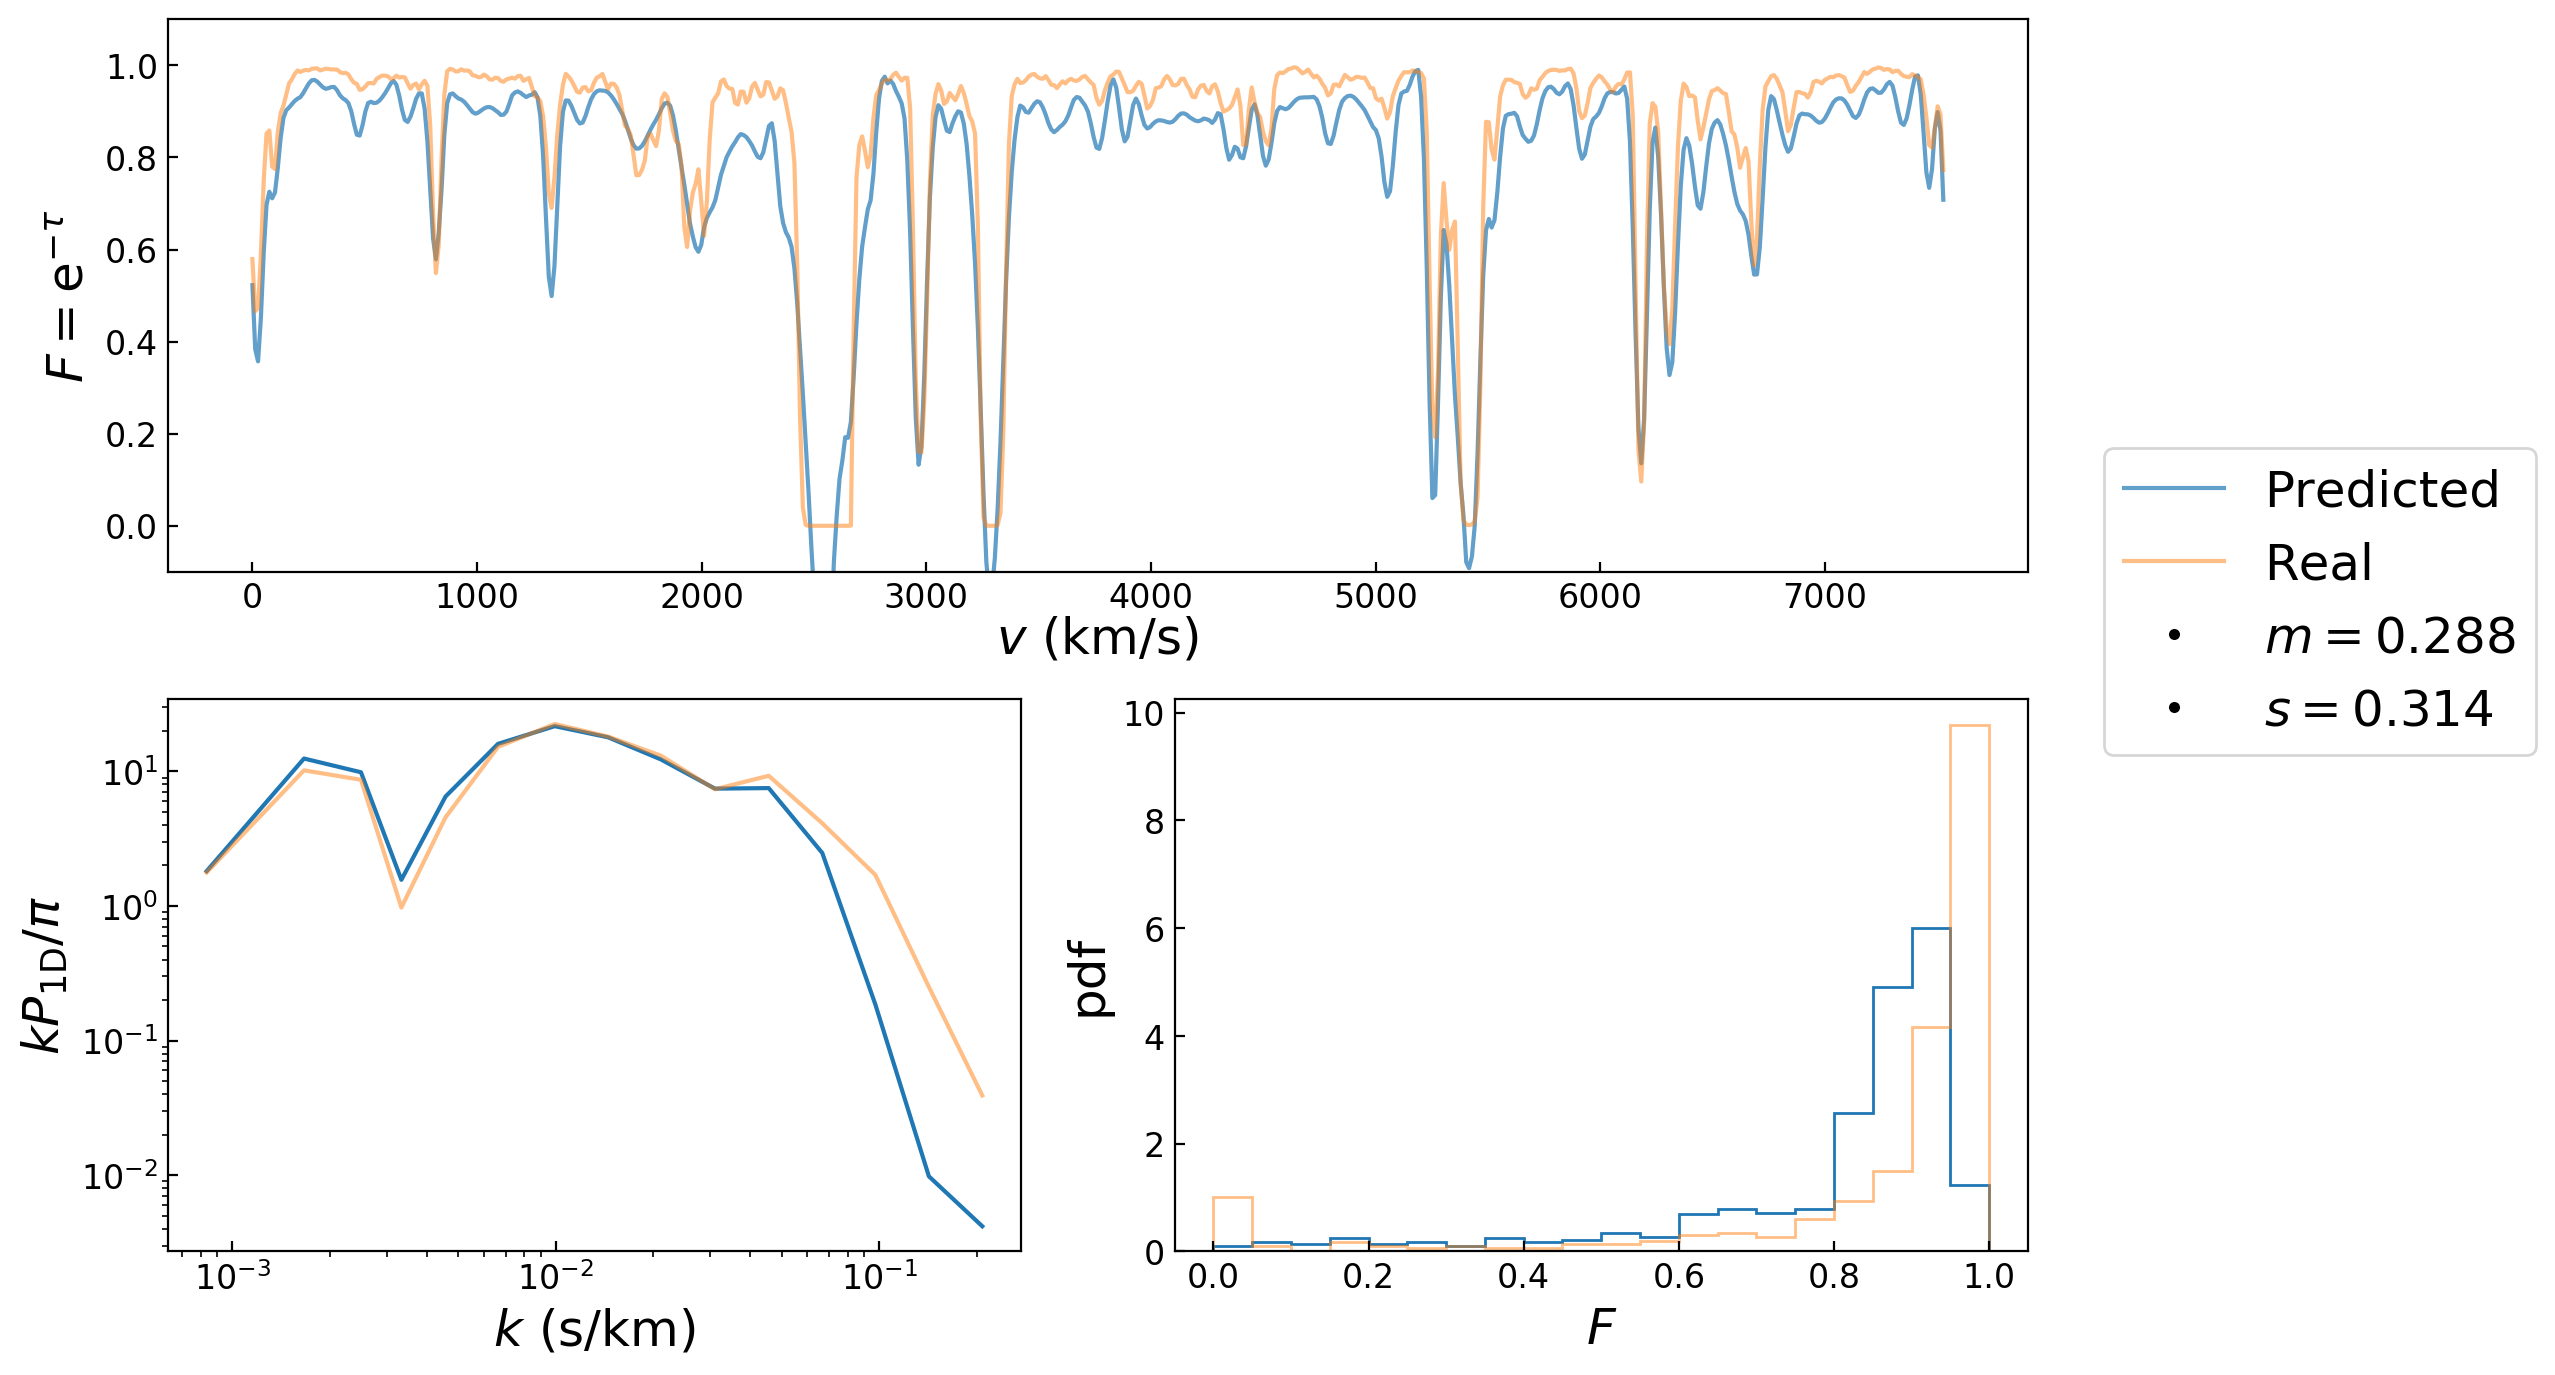 1.0
0.8
0.6
0.4
0.2
0.0
F = e^{−τ}
0 1000 2000 3000 4000 5000 6000 7000
v (km/s)
Predicted
Real
m = 0.288
s = 0.314
10^1
10^0
10^{−1}
10^{−2}
kP_{1D}/π
10^{−3} 10^{−2} 10^{−1}
k (s/km)
10
8
6
4
2
0
pdf
0.0 0.2 0.4 0.6 0.8 1.0
F